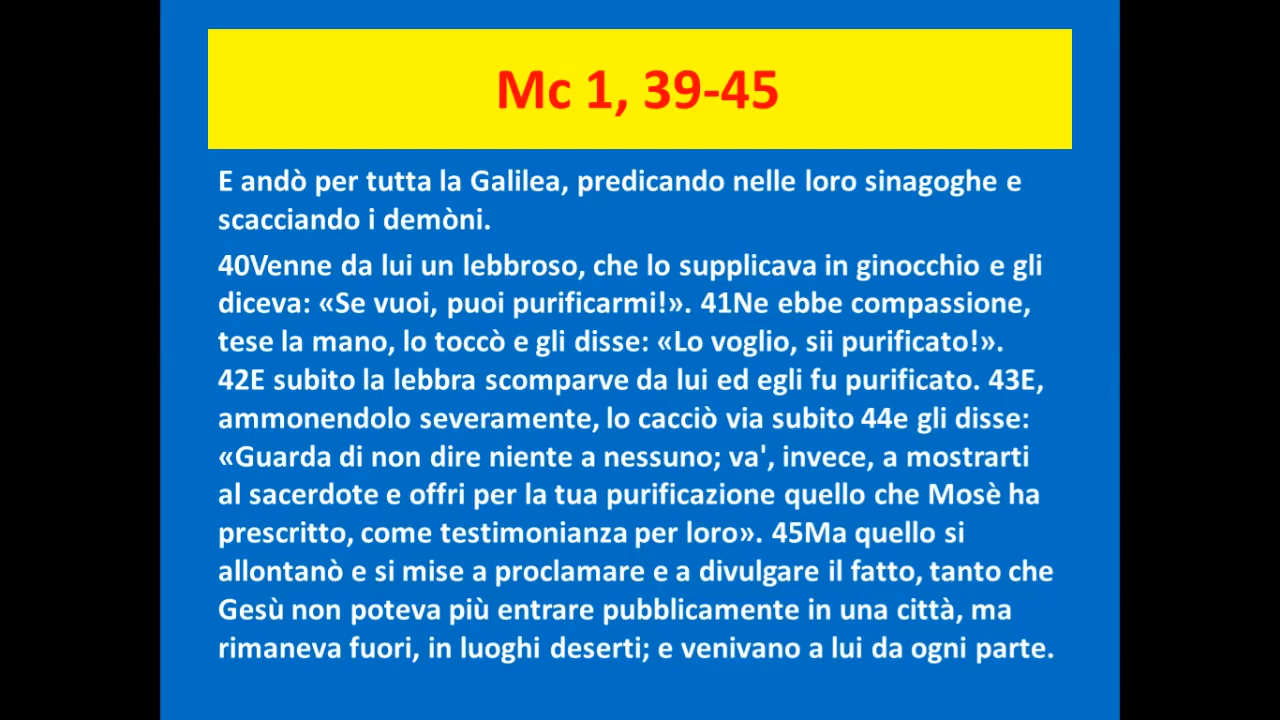 Mc 1, 39-45
E andò per tutta la Galilea, predicando nelle loro sinagoghe e
scacciando i demòni.
40Venne da lui un lebbroso, che lo supplicava in ginocchio e gli
diceva: «Se vuoi, puoi purificarmi!». 41Ne ebbe compassione,
tese la mano, lo toccò e gli disse: «Lo voglio, sii purificato!».
42E subito la lebbra scomparve da lui ed egli fu purificato. 43E,
ammonendolo severamente, lo cacciò via subito 44e gli disse:
«Guarda di non dire niente a nessuno; va', invece, a mostrarti
al sacerdote e offri per la tua purificazione quello che Mosè ha
prescritto, come testimonianza per loro». 45Ma quello si
allontanò e si mise a proclamare e a divulgare il fatto, tanto che
Gesù non poteva più entrare pubblicamente in una città, ma
rimaneva fuori, in luoghi deserti; e venivano a lui da ogni parte.